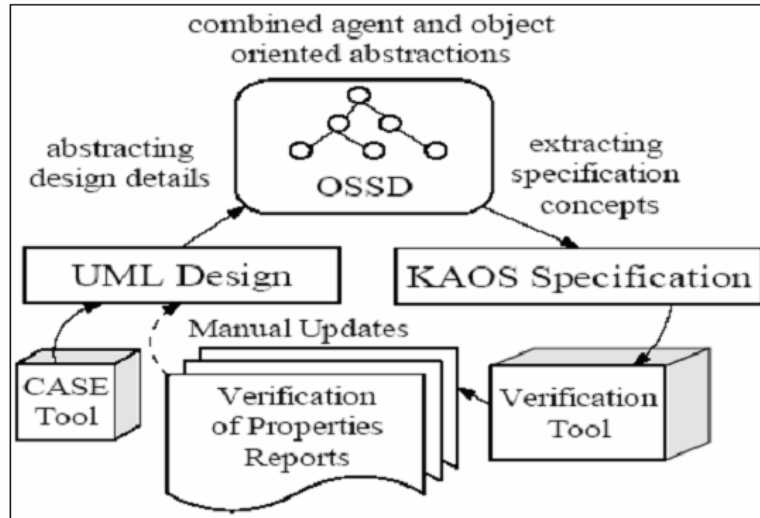 combined agent and object
oriented abstractions
abstracting
design details
OSSD
extracting
specification
concepts
UML Design
KAOS Specification
Manual Updates
CASE
Tool
Verification
of Properties
Reports
Verification
Tool